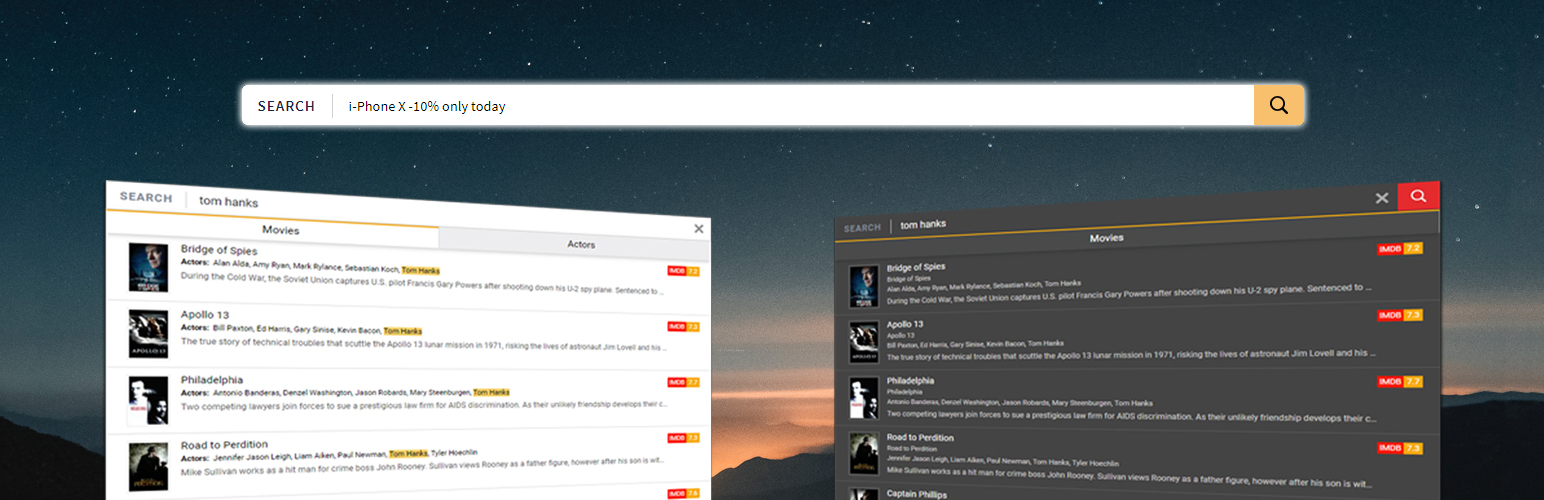 SEARCH i-Phone X -10% only today
SEARCH tom hanks
Movies Actors
Bridge of Spies
Actors: Alan Alda, Amy Ryan, Mark Rylance, Sebastian Koch, Tom Hanks
IMDB 7.2
During the Cold War, the Soviet Union captures U.S. pilot Francis Gary Powers after shooting down his U-2 spy plane. Sentenced to ...
Apollo 13
Actors: Bill Paxton, Ed Harris, Gary Sinise, Kevin Bacon, Tom Hanks
IMDB 7.3
The true story of technical troubles that scuttle the Apollo 13 lunar mission in 1971, risking the lives of astronaut Jim Lovell and his ...
APOLLO 13
Philadelphia
Actors: Antonio Banderas, Denzel Washington, Jason Robards, Mary Steenburgen, Tom Hanks
IMDB 7.7
Two competing lawyers join forces to sue a prestigious law firm for AIDS discrimination. As their unlikely friendship develops their c...
Road to Perdition
Actors: Jennifer Jason Leigh, Liam Aiken, Paul Newman, Tom Hanks, Tyler Hoechlin
IMDB 7.3
Mike Sullivan works as a hit man for crime boss John Rooney. Sullivan views Rooney as a father figure, however after his son is wit...
IMDB 7.6
SEARCH tom hanks
Movies
Bridge of Spies
IMDB 7.2
Bridge of Spies
Alan Alda, Amy Ryan, Mark Rylance, Sebastian Koch, Tom Hanks
During the Cold War, the Soviet Union captures U.S. pilot Francis Gary Powers after shooting down his U-2 spy plane. Sentenced to ...
Apollo 13
IMDB 7.3
Apollo 13
Bill Paxton, Ed Harris, Gary Sinise, Kevin Bacon, Tom Hanks
The true story of technical troubles that scuttle the Apollo 13 lunar mission in 1971, risking the lives of astronaut Jim Lovell and his ...
Philadelphia
IMDB 7.7
Philadelphia
Antonio Banderas, Denzel Washington, Jason Robards, Mary Steenburgen, Tom Hanks
Two competing lawyers join forces to sue a prestigious law firm for AIDS discrimination. As their unlikely friendship develops their c...
Road to Perdition
IMDB 7.3
Road to Perdition
Jennifer Jason Leigh, Liam Aiken, Paul Newman, Tom Hanks, Tyler Hoechlin
Mike Sullivan works as a hit man for crime boss John Rooney. Sullivan views Rooney as a father figure, however after his son is wit...
Captain Phillips